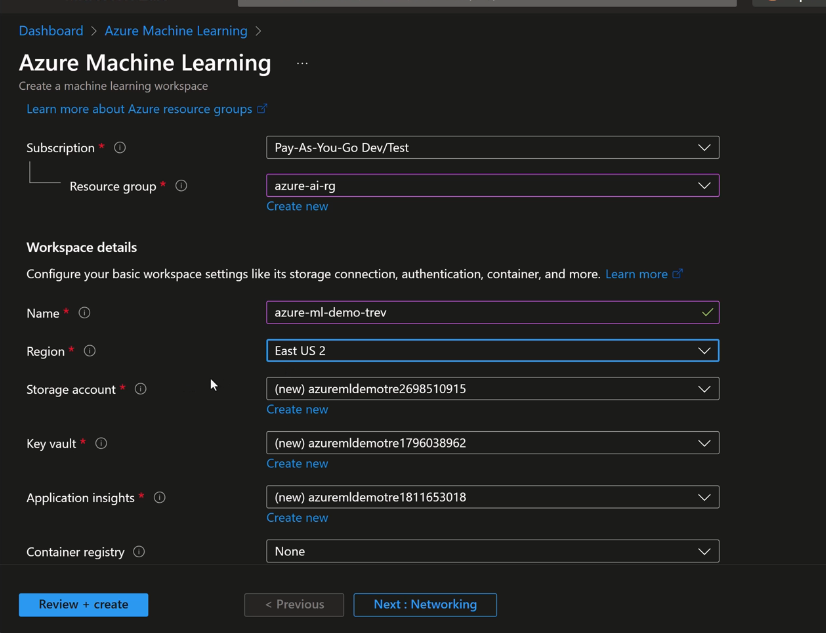 Dashboard > Azure Machine Learning >
Azure Machine Learning ...
Create a machine learning workspace
Learn more about Azure resource groups
Subscription * Pay-As-You-Go Dev/Test
Resource group * azure-ai-rg
Create new
Workspace details
Configure your basic workspace settings like its storage connection, authentication, container, and more. Learn more
Name * azure-ml-demo-trev
Region * East US 2
Storage account * (new) azuremldemotre2698510915
Create new
Key vault * (new) azuremldemotre1796038962
Create new
Application insights * (new) azuremldemotre1811653018
Create new
Container registry None
Review + create < Previous Next : Networking